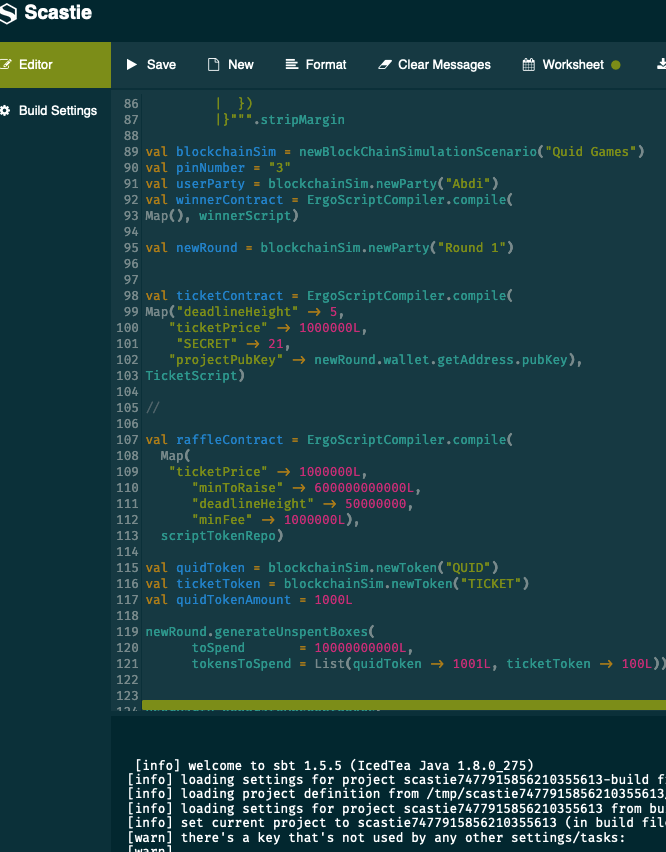 Scastie
Editor
Save
New
Format
Clear Messages
Worksheet
Build Settings
86 | })
87 |}""".stripMargin
88
89 val blockchainSim = newBlockChainSimulationScenario("Quid Games")
90 val pinNumber = "3"
91 val userParty = blockchainSim.newParty("Abdi")
92 val winnerContract = ErgoScriptCompiler.compile(
93 Map(), winnerScript)
94
95 val newRound = blockchainSim.newParty("Round 1")
96
97
98 val ticketContract = ErgoScriptCompiler.compile(
99 Map("deadlineHeight" → 5,
100 "ticketPrice" → 1000000L,
101 "SECRET" → 21,
102 "projectPubKey" → newRound.wallet.getAddress.pubKey),
103 TicketScript)
104
105 //
106
107 val raffleContract = ErgoScriptCompiler.compile(
108 Map(
109 "ticketPrice" → 1000000L,
110 "minToRaise" → 600000000000L,
111 "deadlineHeight" → 50000000,
112 "minFee" → 1000000L),
113 scriptTokenRepo)
114
115 val quidToken = blockchainSim.newToken("QUID")
116 val ticketToken = blockchainSim.newToken("TICKET")
117 val quidTokenAmount = 1000L
118
119 newRound.generateUnspentBoxes(
120 toSpend = 10000000000L,
121 tokensToSpend = List(quidToken → 1001L, ticketToken → 100L))
122
123
[info] welcome to sbt 1.5.5 (IcedTea Java 1.8.0_275)
[info] loading settings for project scastie7477915856210355613-build f
[info] loading project definition from /tmp/scastie7477915856210355613/
[info] loading settings for project scastie7477915856210355613 from bu
[info] set current project to scastie7477915856210355613 (in build fil
[warn] there's a key that's not used by any other settings/tasks:
[warn]